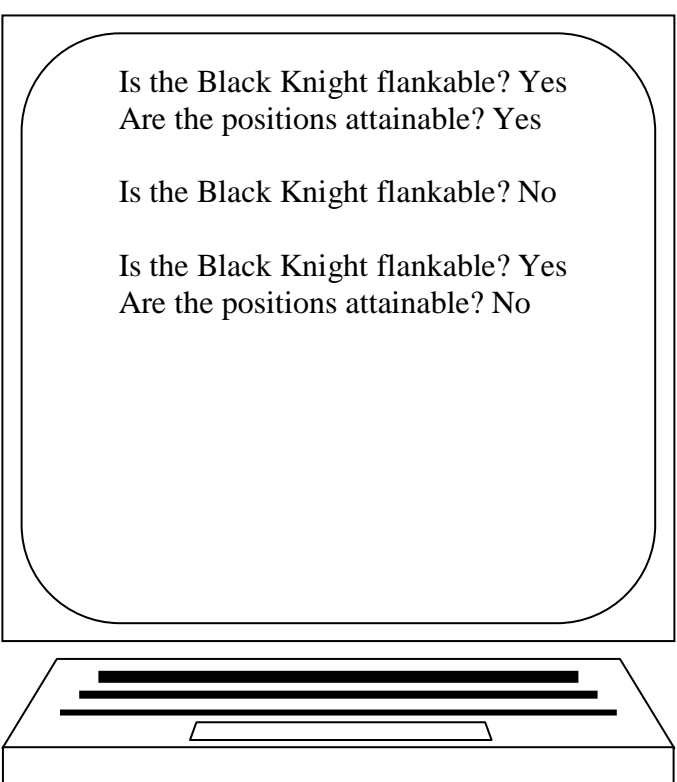 Is the Black Knight flankable? Yes
Are the positions attainable? Yes
Is the Black Knight flankable? No
Is the Black Knight flankable? Yes
Are the positions attainable? No